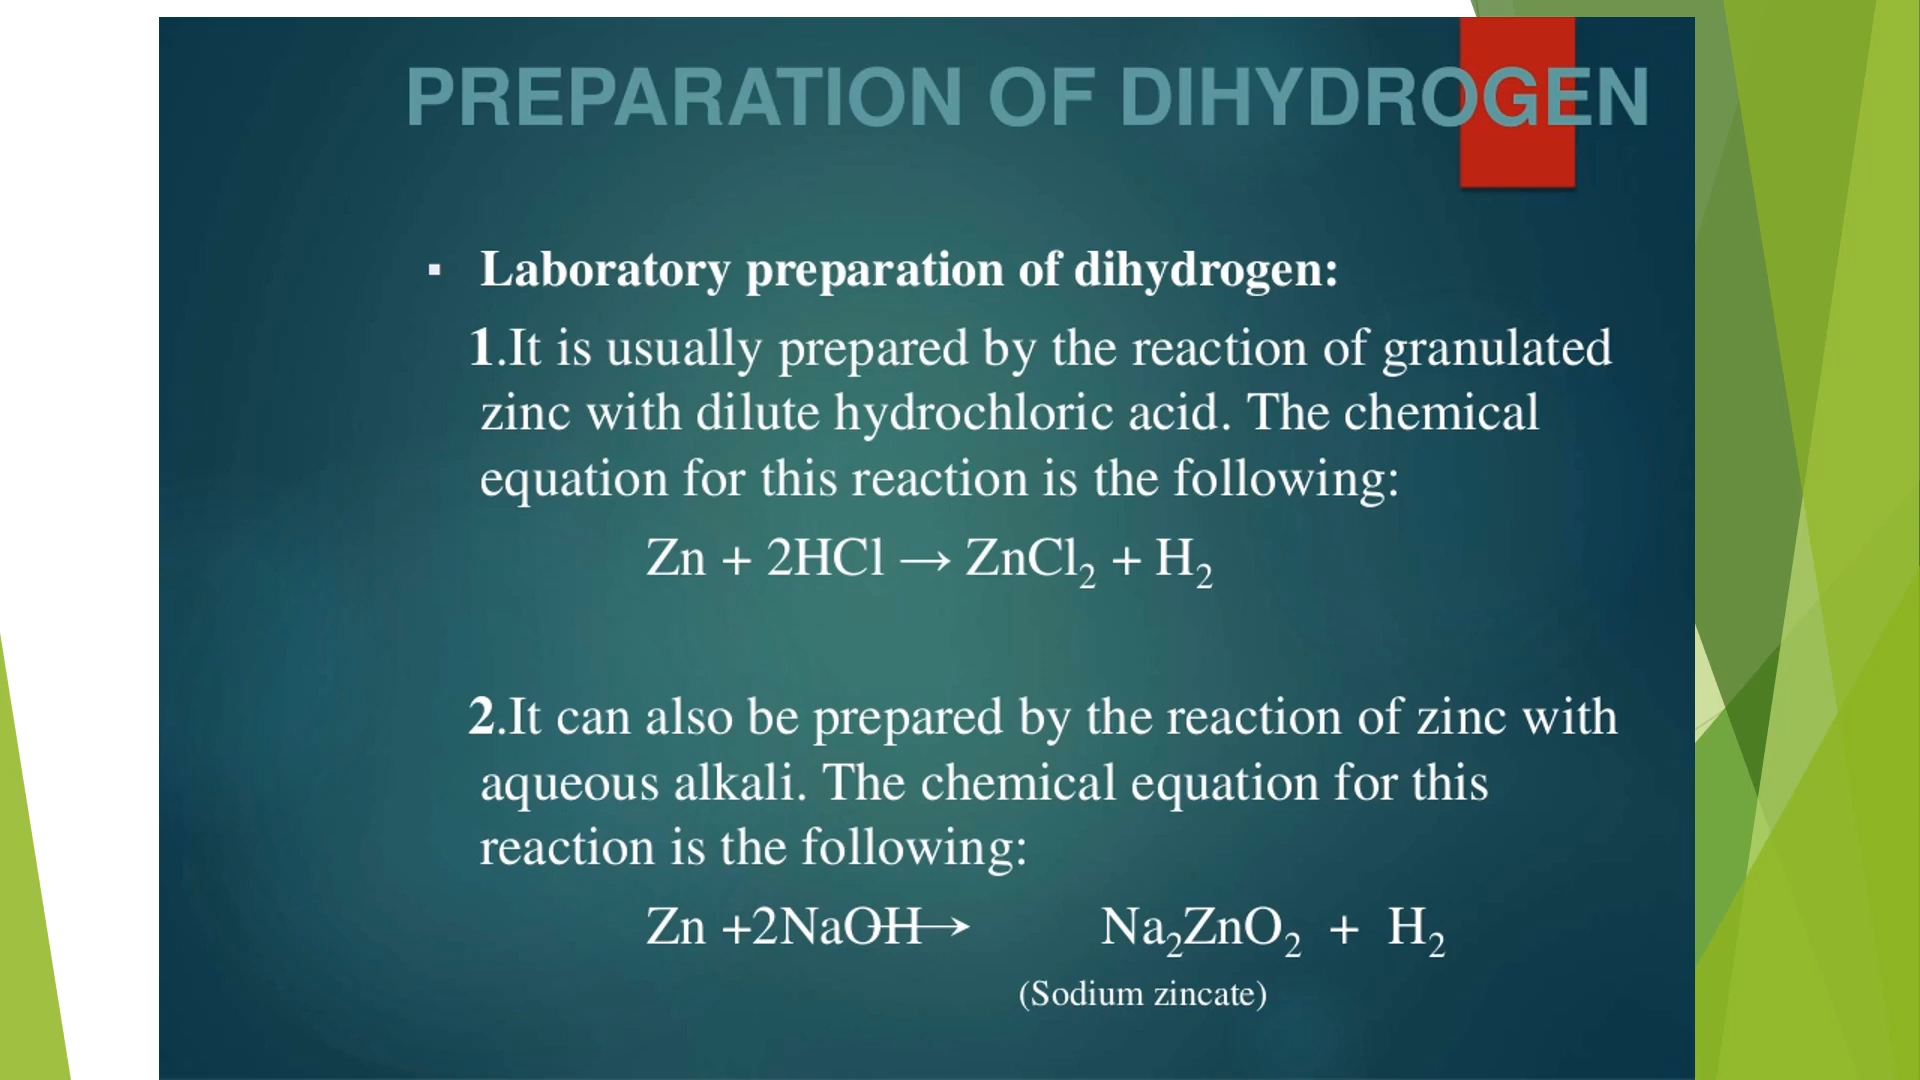 PREPARATION OF DIHYDROGEN
▪ Laboratory preparation of dihydrogen:
1.It is usually prepared by the reaction of granulated
zinc with dilute hydrochloric acid. The chemical
equation for this reaction is the following:
Zn + 2HCl → ZnCl₂ + H₂
2.It can also be prepared by the reaction of zinc with
aqueous alkali. The chemical equation for this
reaction is the following:
Zn +2NaOH→ Na₂ZnO₂ + H₂
(Sodium zincate)